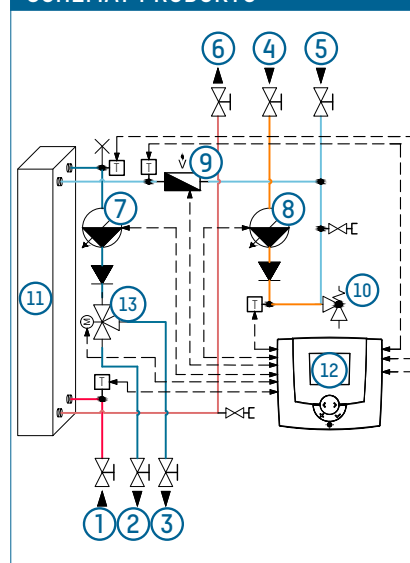 SCHEMAT PRODUKTU
6 4 5
T T
9
7 8
11
13
10
M
T
T
12
1 2 3